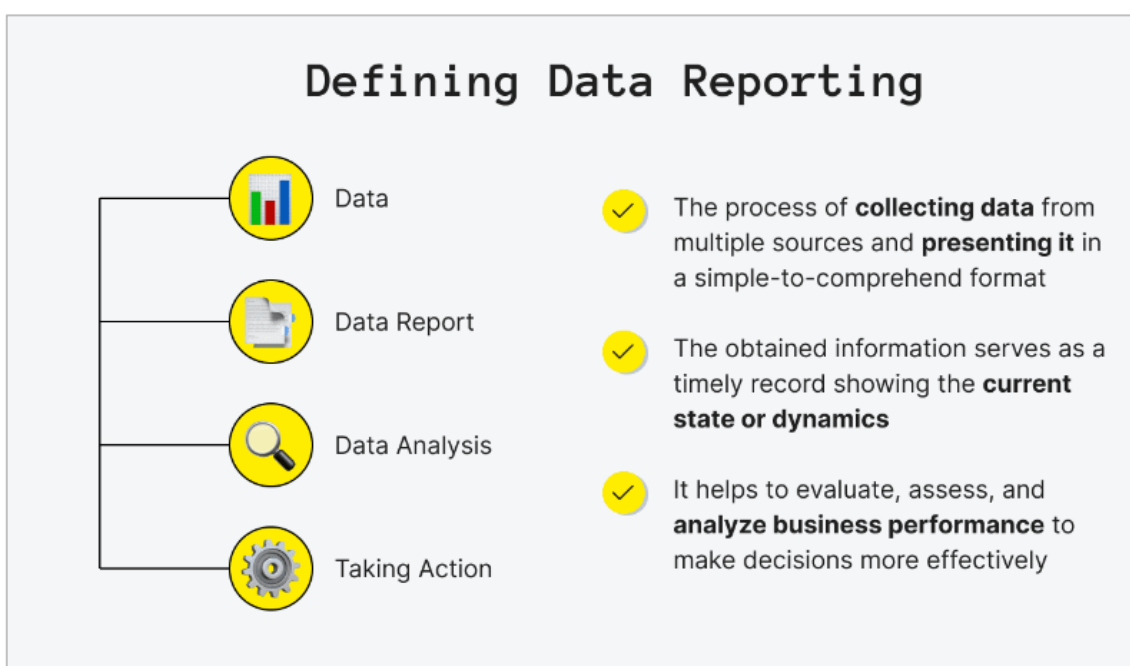 Defining Data Reporting
Data
Data Report
Data Analysis
Taking Action
The process of collecting data from
multiple sources and presenting it in
a simple-to-comprehend format
The obtained information serves as a
timely record showing the current
state or dynamics
It helps to evaluate, assess, and
analyze business performance to
make decisions more effectively